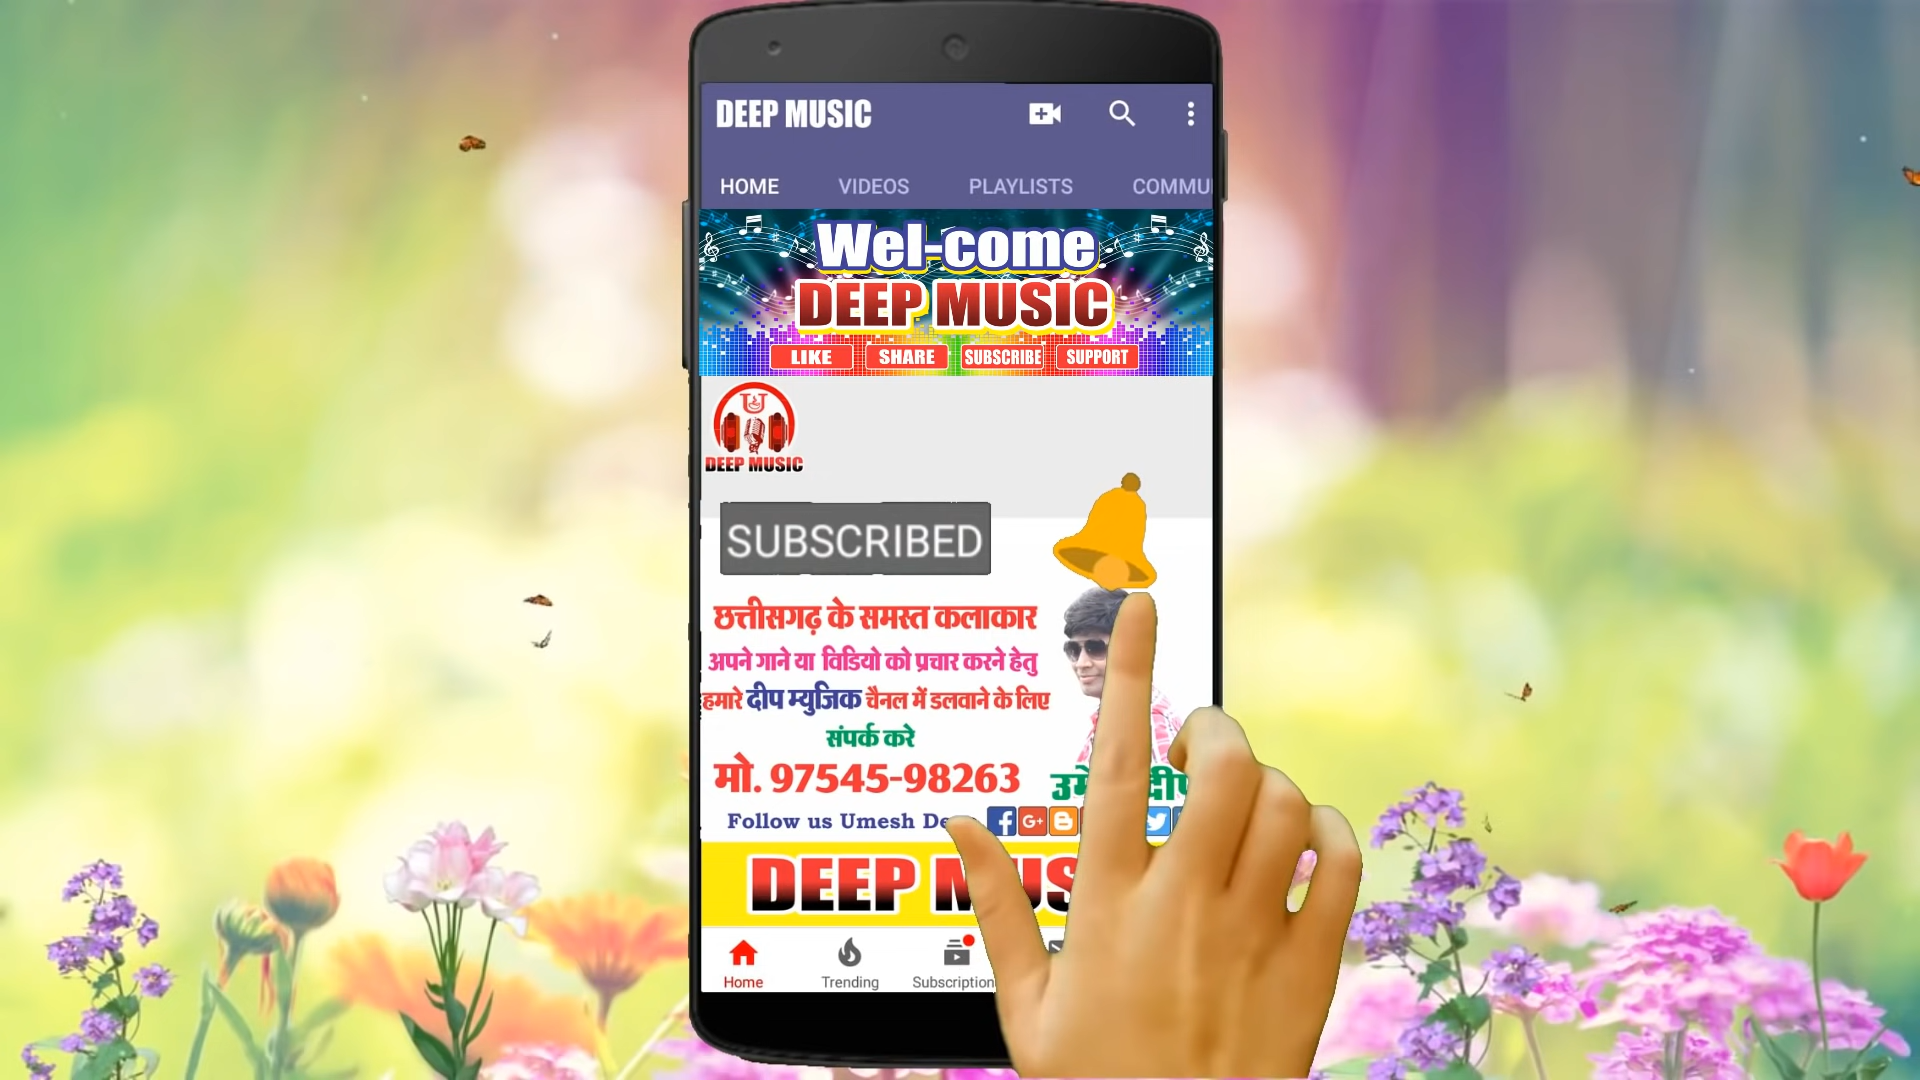 DEEP MUSIC
HOME VIDEOS PLAYLISTS COMMU
Wel-come
DEEP MUSIC
LIKE SHARE SUBSCRIBE SUPPORT
U
DEEP MUSIC
SUBSCRIBED
छत्तीसगढ़ के समस्त कलाकार
अपने गाने या विडियो को प्रचार करने हेतु
हमारे दीप म्युजिक चैनल में डलवाने के लिए
संपर्क करे
मो. 97545-98263
Follow us Umesh
DEEP
Home Trending Subscription